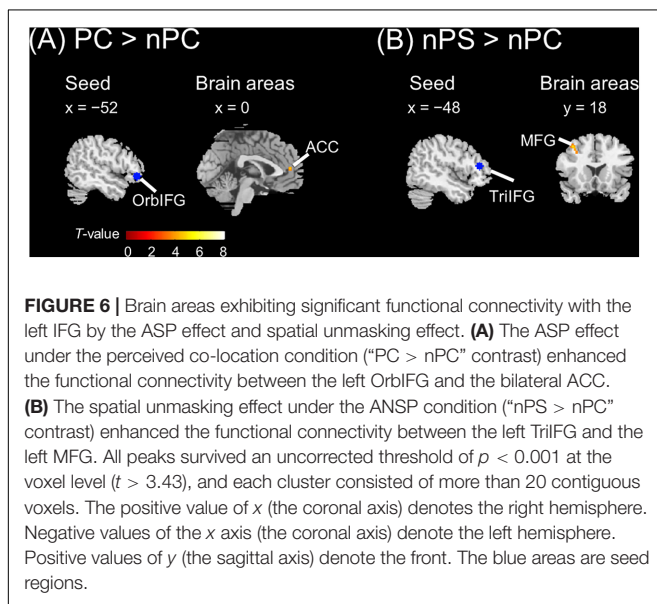 (A) PC > nPC
(B) nPS > nPC
Seed
Brain areas
Seed
Brain areas
x = −52
x = 0
x = −48
y = 18
ACC
MFG
OrbIFG
TriIFG
T-value
0 2 4 6 8
FIGURE 6 | Brain areas exhibiting significant functional connectivity with the
left IFG by the ASP effect and spatial unmasking effect. (A) The ASP effect
under the perceived co-location condition (“PC > nPC” contrast) enhanced
the functional connectivity between the left OrbIFG and the bilateral ACC.
(B) The spatial unmasking effect under the ANSP condition (“nPS > nPC”
contrast) enhanced the functional connectivity between the left TriIFG and the
left MFG. All peaks survived an uncorrected threshold of p < 0.001 at the
voxel level (t > 3.43), and each cluster consisted of more than 20 contiguous
voxels. The positive value of x (the coronal axis) denotes the right hemisphere.
Negative values of the x axis (the coronal axis) denote the left hemisphere.
Positive values of y (the sagittal axis) denote the front. The blue areas are seed
regions.